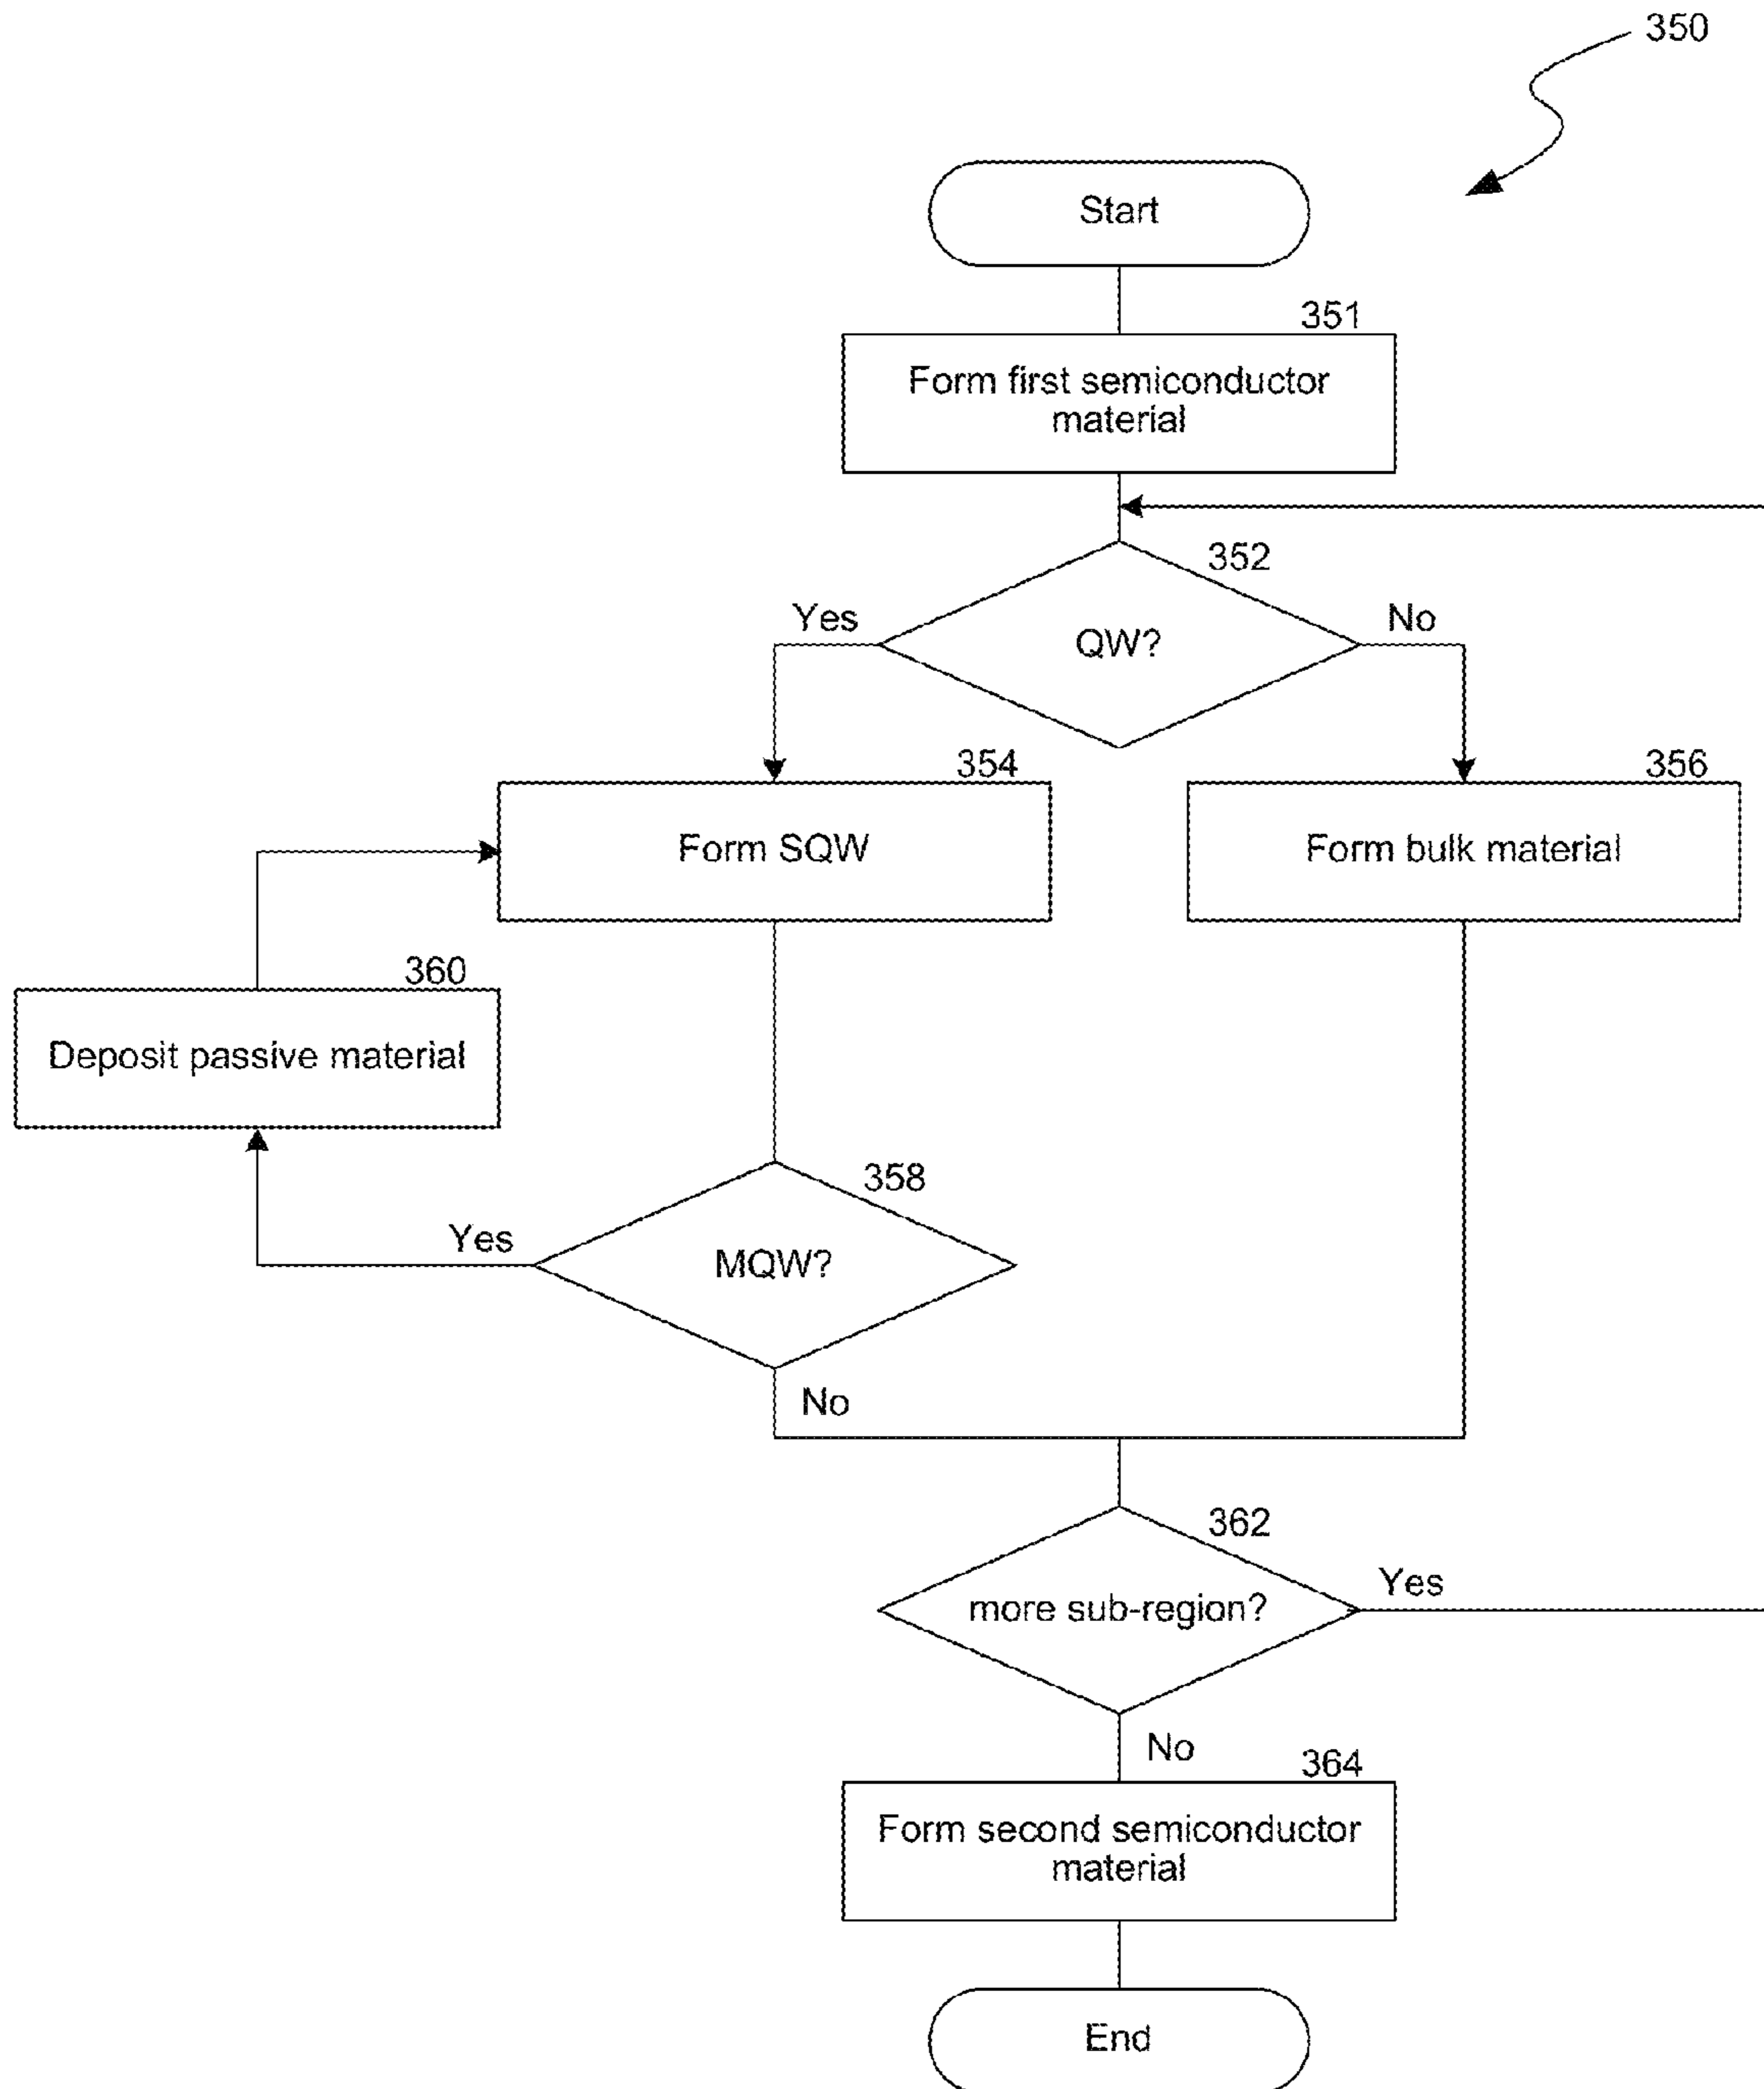 350
Start
351
Form first semiconductor
material
352
Yes
No
QW?
354
356
Form SQW
Form bulk material
360
Deposit passive material
358
Yes
MQW?
No
362
Yes
more sub-region?
No
364
Form second semiconductor
material
End